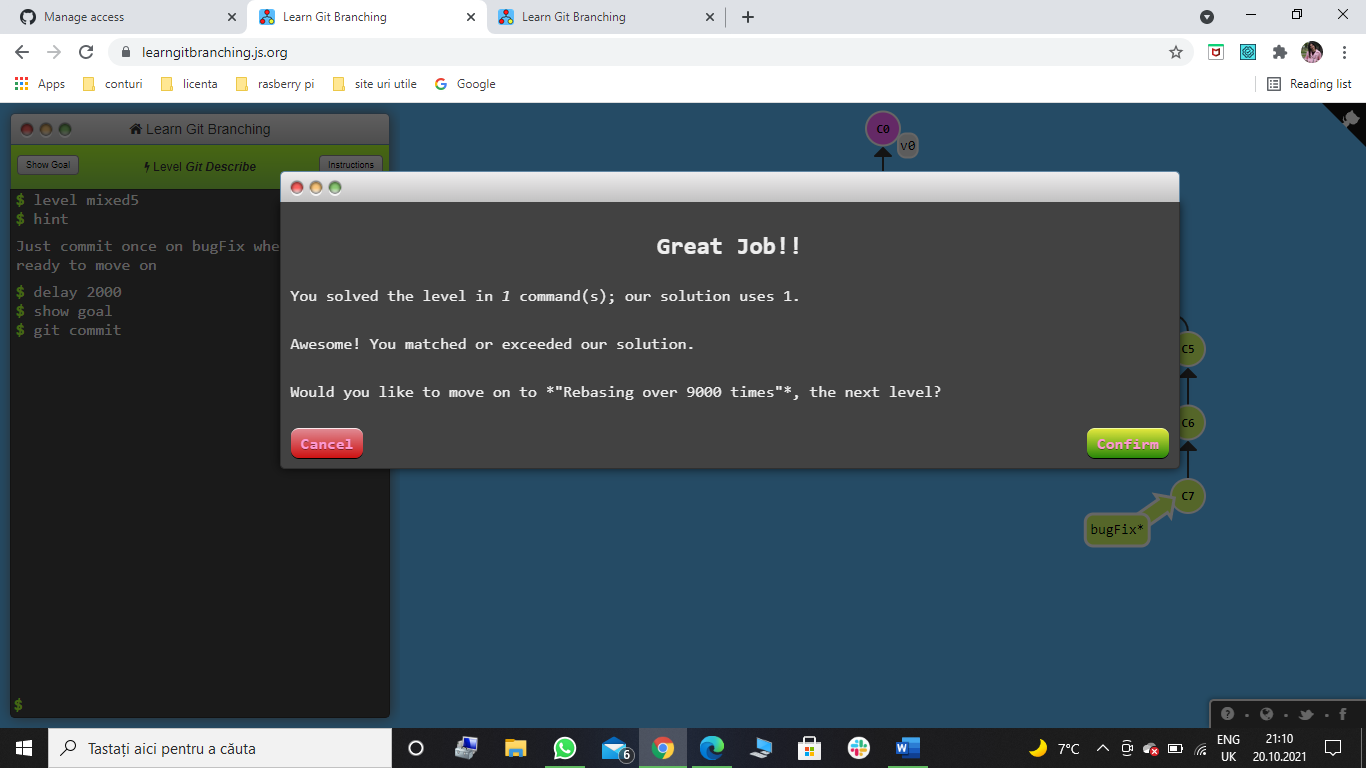 Manage access
Learn Git Branching
Learn Git Branching
learngitbranching.js.org
Apps
conturi
licenta
rasberry pi
site uri utile
Google
Reading list
Learn Git Branching
Show Goal
Level Git Describe
Instructions
$ level mixed5
$ hint
Just commit once on bugFix whe
ready to move on
$ delay 2000
$ show goal
$ git commit
$
C0
v0
Great Job!!
You solved the level in 1 command(s); our solution uses 1.
Awesome! You matched or exceeded our solution.
Would you like to move on to *"Rebasing over 9000 times"*, the next level?
Cancel
Confirm
C5
C6
C7
bugFix*
Tastați aici pentru a căuta
6
7°C
ENG
UK
21:10
20.10.2021